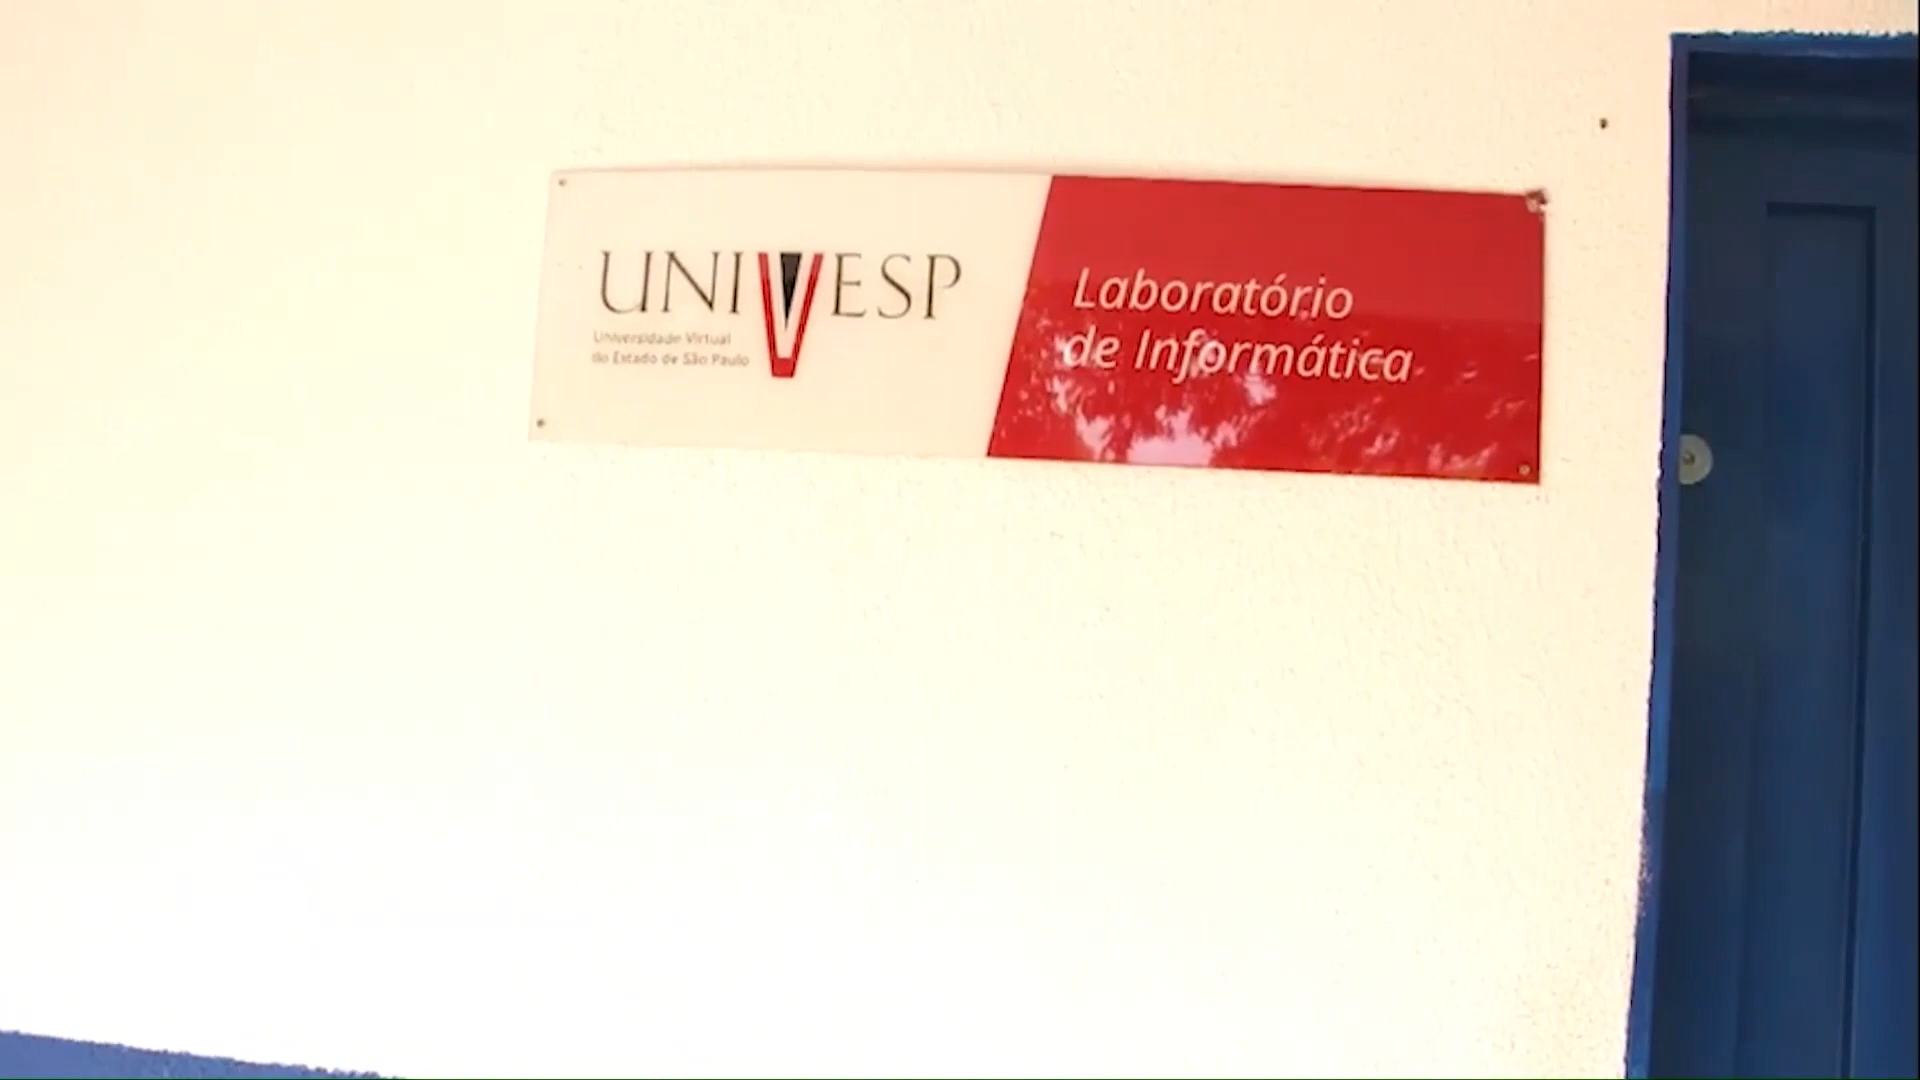 UNIVESP
Universidade Virtual
do Estado de São Paulo
Laboratório
de Informática